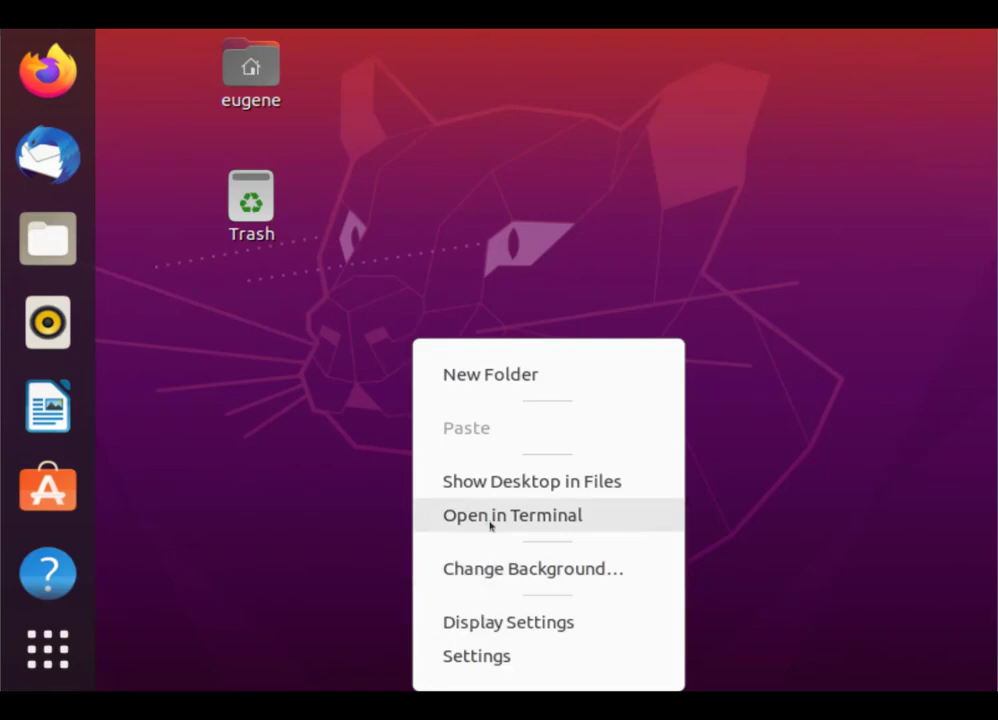 eugene
Trash
New Folder
Paste
Show Desktop in Files
Open in Terminal
Change Background…
Display Settings
Settings